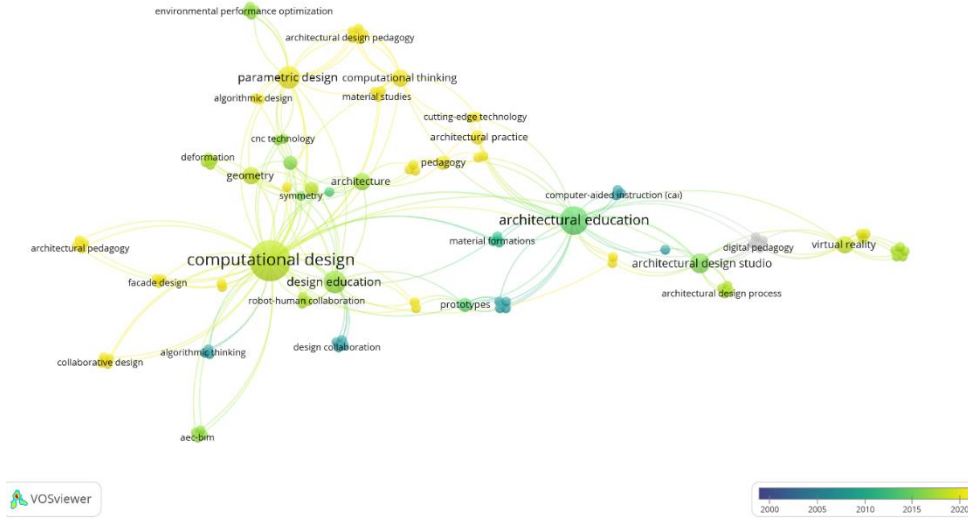 environmental performance optimization
architectural design pedagogy
parametric design
computational thinking
algorithmic design
material studies
cutting-edge technology
cnc technology
architectural practice
deformation
pedagogy
geometry
architecture
symmetry
computer-aided instruction (cai)
architectural education
material formations
digital pedagogy
virtual reality
architectural pedagogy
computational design
architectural design studio
facade design
design education
robot-human collaboration
prototypes
architectural design process
algorithmic thinking
design collaboration
collaborative design
aec-bim
VOSviewer
2000 2005 2010 2015 2020